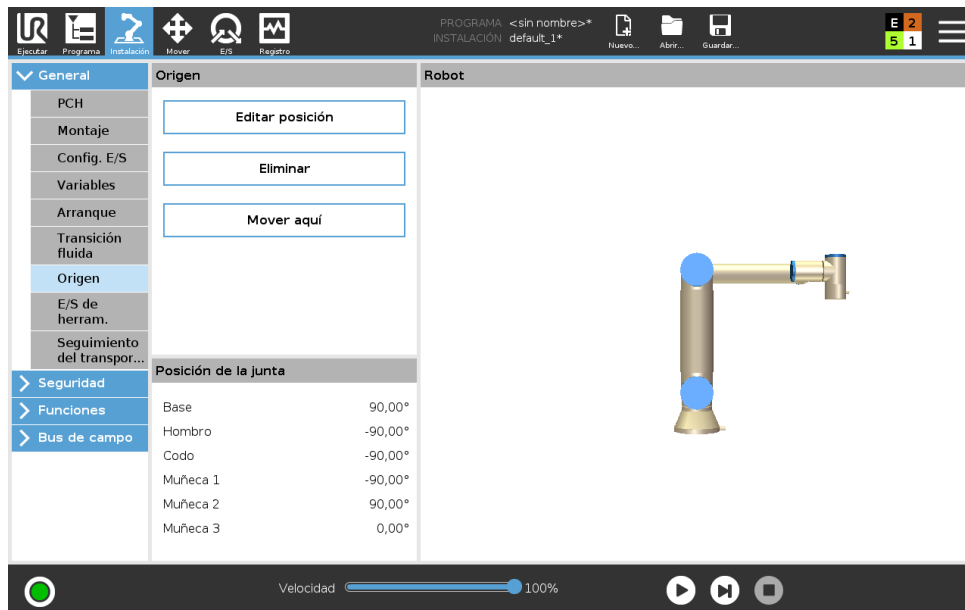 UR
Ejecutar
Programa
Instalación
Mover
E/S
Registro
PROGRAMA <sin nombre>*
INSTALACIÓN default_1*
Nuevo...
Abrir...
Guardar...
E 2
5 1
General
PCH
Montaje
Config. E/S
Variables
Arranque
Transición
fluida
Origen
E/S de
herram.
Seguimiento
del transpor...
Seguridad
Funciones
Bus de campo
Origen
Editar posición
Eliminar
Mover aquí
Posición de la junta
Base 90,00°
Hombro -90,00°
Codo -90,00°
Muñeca 1 -90,00°
Muñeca 2 90,00°
Muñeca 3 0,00°
Robot
Velocidad 100%